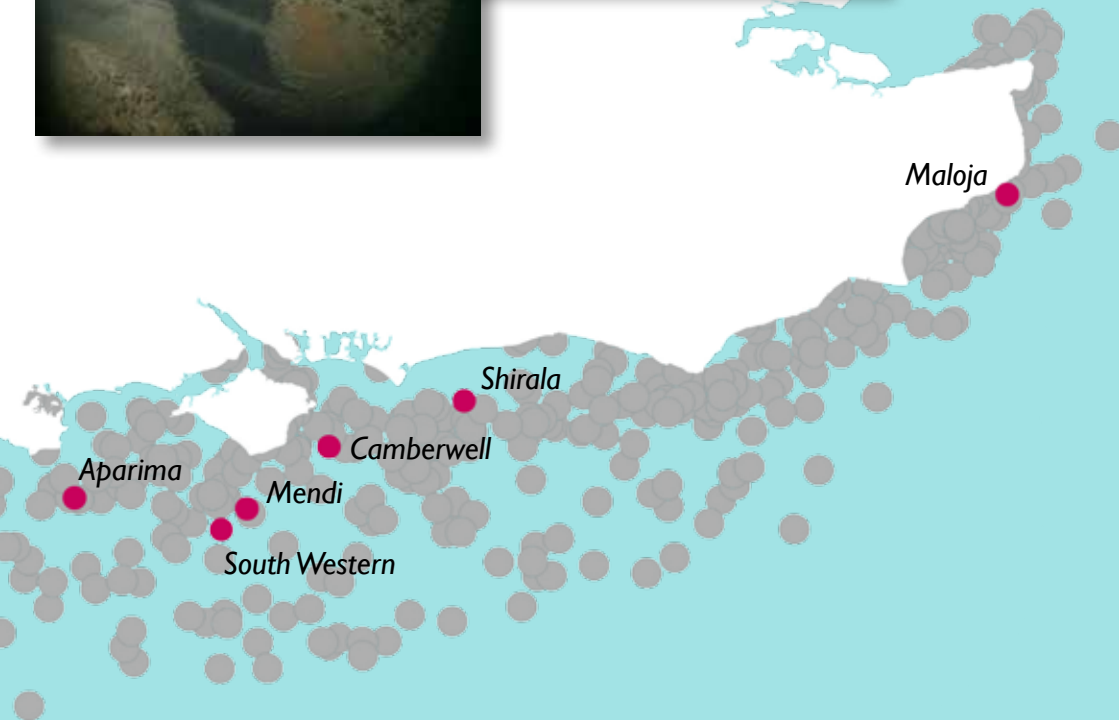 Maloja
Shirala
Camberwell
Aparima
Mendi
South Western